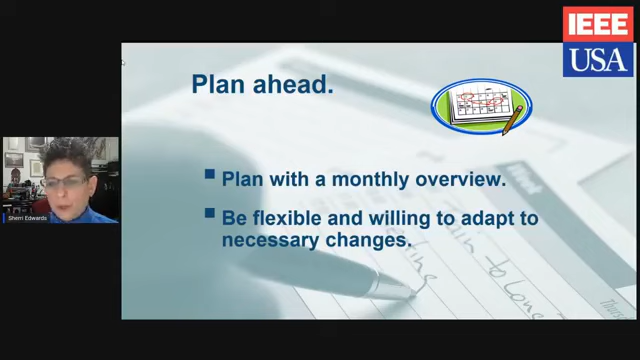 IEEE
USA
Plan ahead.
Plan with a monthly overview.
Be flexible and willing to adapt to
necessary changes.
Sherri Edwards